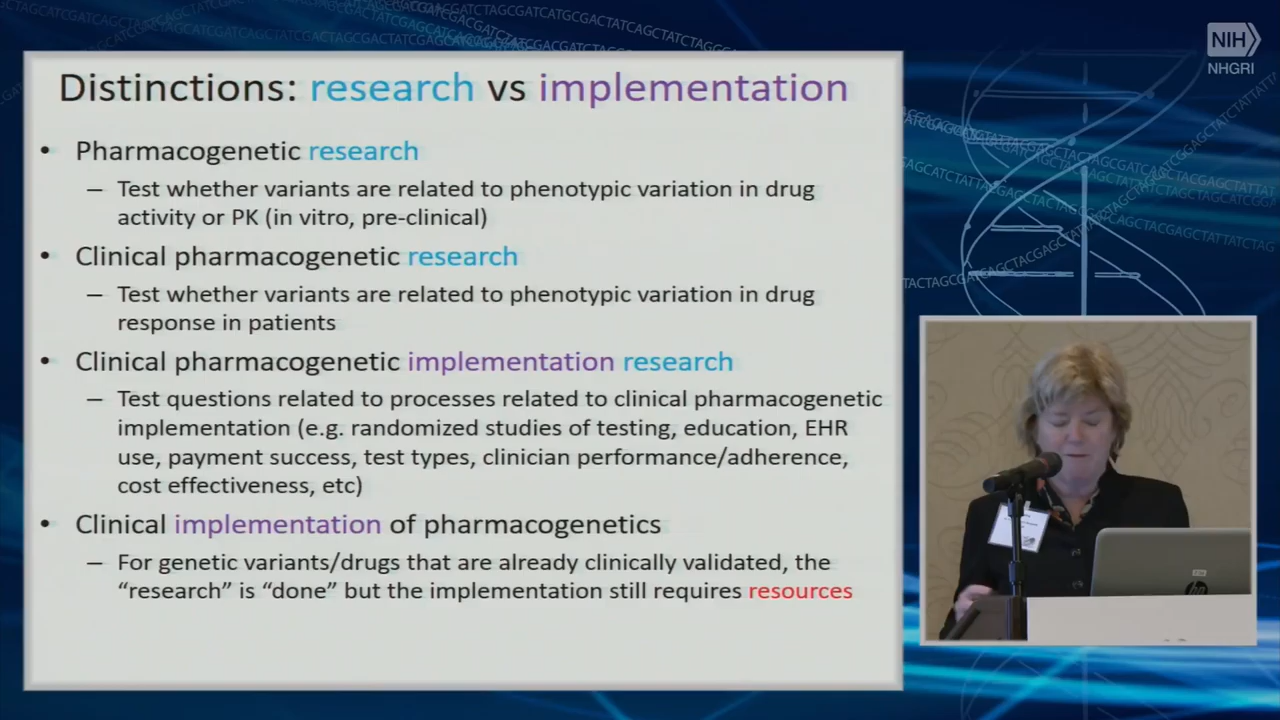 NIH
NHGRI
Distinctions: research vs implementation
• Pharmacogenetic research
– Test whether variants are related to phenotypic variation in drug
activity or PK (in vitro, pre-clinical)
• Clinical pharmacogenetic research
– Test whether variants are related to phenotypic variation in drug
response in patients
• Clinical pharmacogenetic implementation research
– Test questions related to processes related to clinical pharmacogenetic
implementation (e.g. randomized studies of testing, education, EHR
use, payment success, test types, clinician performance/adherence,
cost effectiveness, etc)
• Clinical implementation of pharmacogenetics
– For genetic variants/drugs that are already clinically validated, the
“research” is “done” but the implementation still requires resources
hp